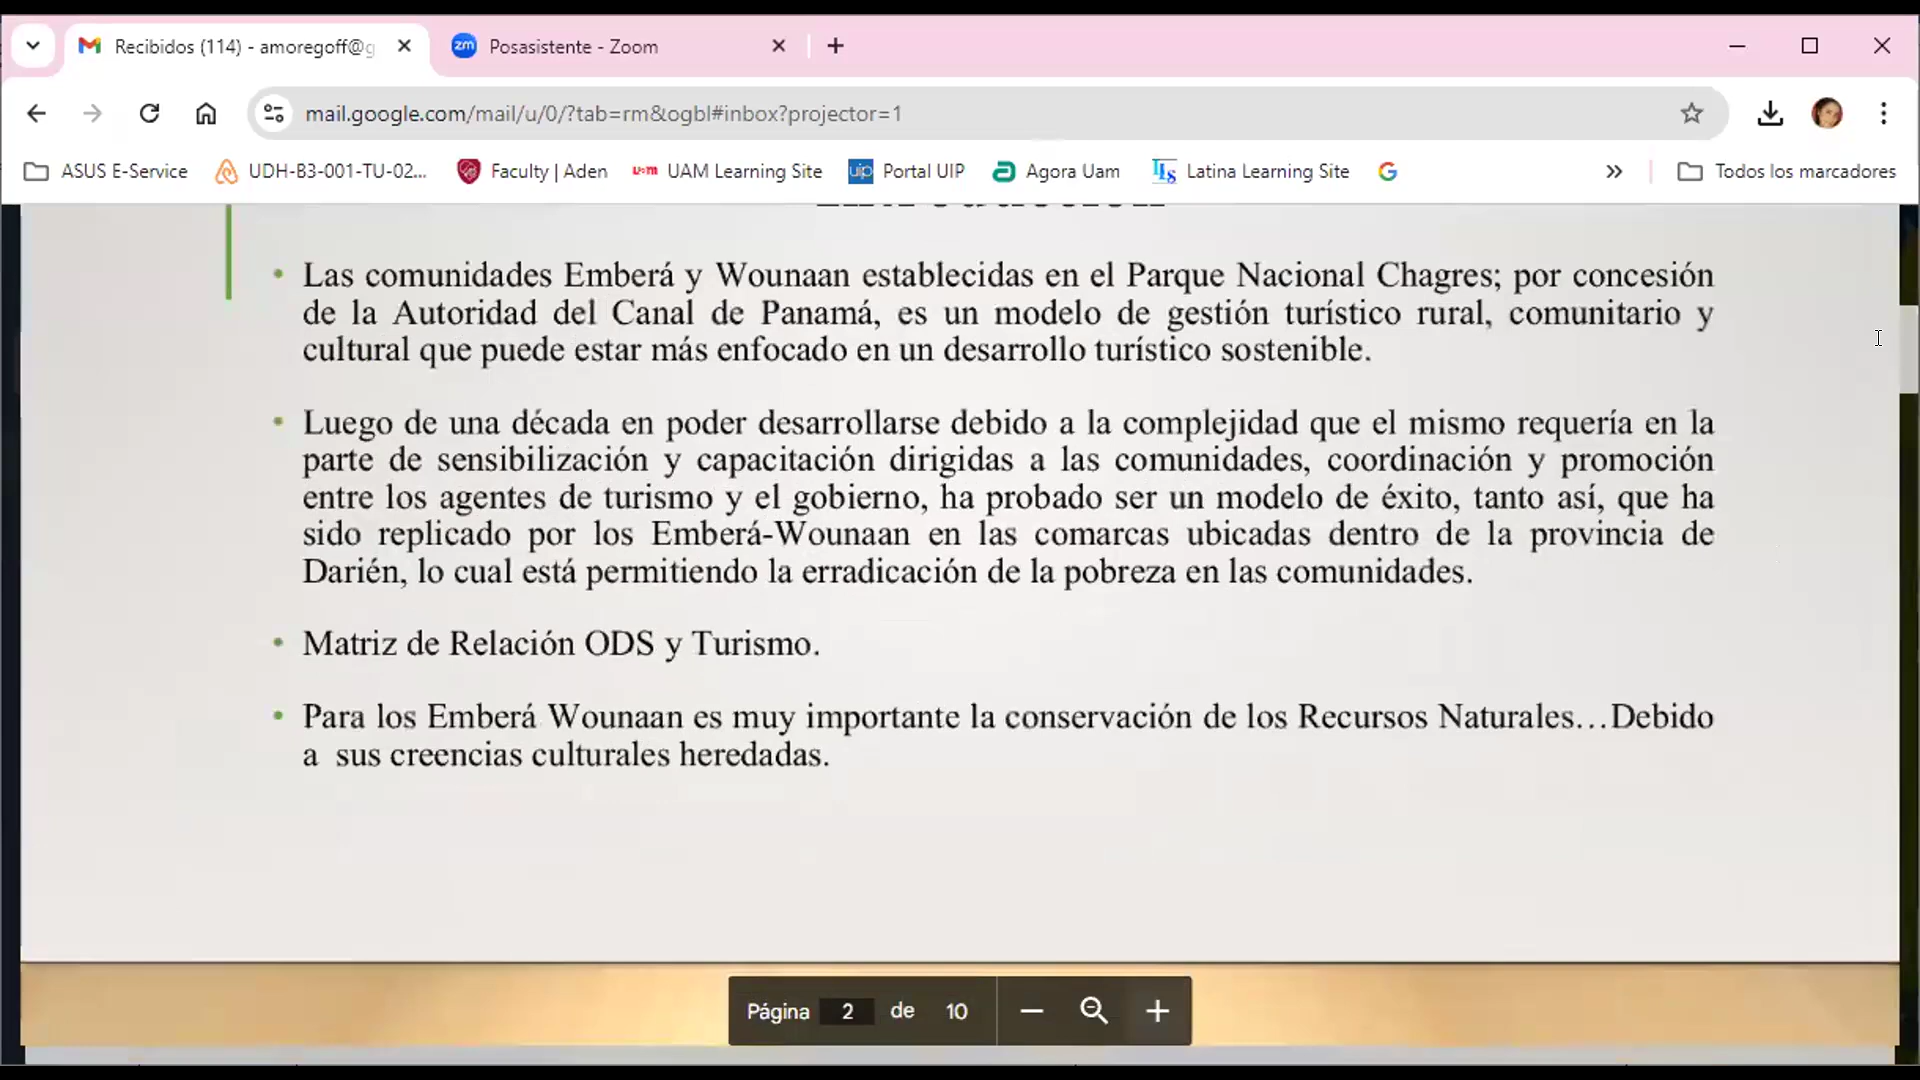 Recibidos (114) - amoregoff@g
Posasistente - Zoom
mail.google.com/mail/u/0/?tab=rm&ogbl#inbox?projector=1
ASUS E-Service
UDH-B3-001-TU-02...
Faculty | Aden
UAM Learning Site
Portal UIP
Agora Uam
Latina Learning Site
Todos los marcadores
• Las comunidades Emberá y Wounaan establecidas en el Parque Nacional Chagres; por concesión
de la Autoridad del Canal de Panamá, es un modelo de gestión turístico rural, comunitario y
cultural que puede estar más enfocado en un desarrollo turístico sostenible.
• Luego de una década en poder desarrollarse debido a la complejidad que el mismo requería en la
parte de sensibilización y capacitación dirigidas a las comunidades, coordinación y promoción
entre los agentes de turismo y el gobierno, ha probado ser un modelo de éxito, tanto así, que ha
sido replicado por los Emberá-Wounaan en las comarcas ubicadas dentro de la provincia de
Darién, lo cual está permitiendo la erradicación de la pobreza en las comunidades.
• Matriz de Relación ODS y Turismo.
• Para los Emberá Wounaan es muy importante la conservación de los Recursos Naturales…Debido
a sus creencias culturales heredadas.
Página 2 de 10